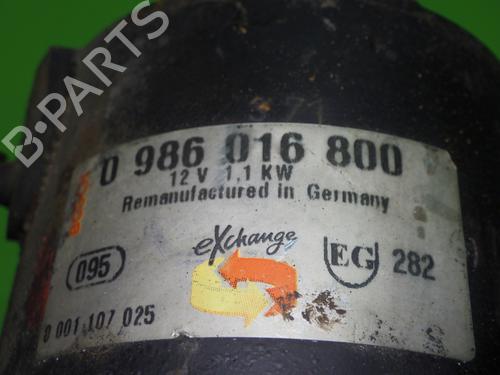 B-PARTS
BOSCH
0 986 016 800
12 V 1,1 KW
Remanufactured in Germany
eXchange
095
EG 282
0 001 107 025